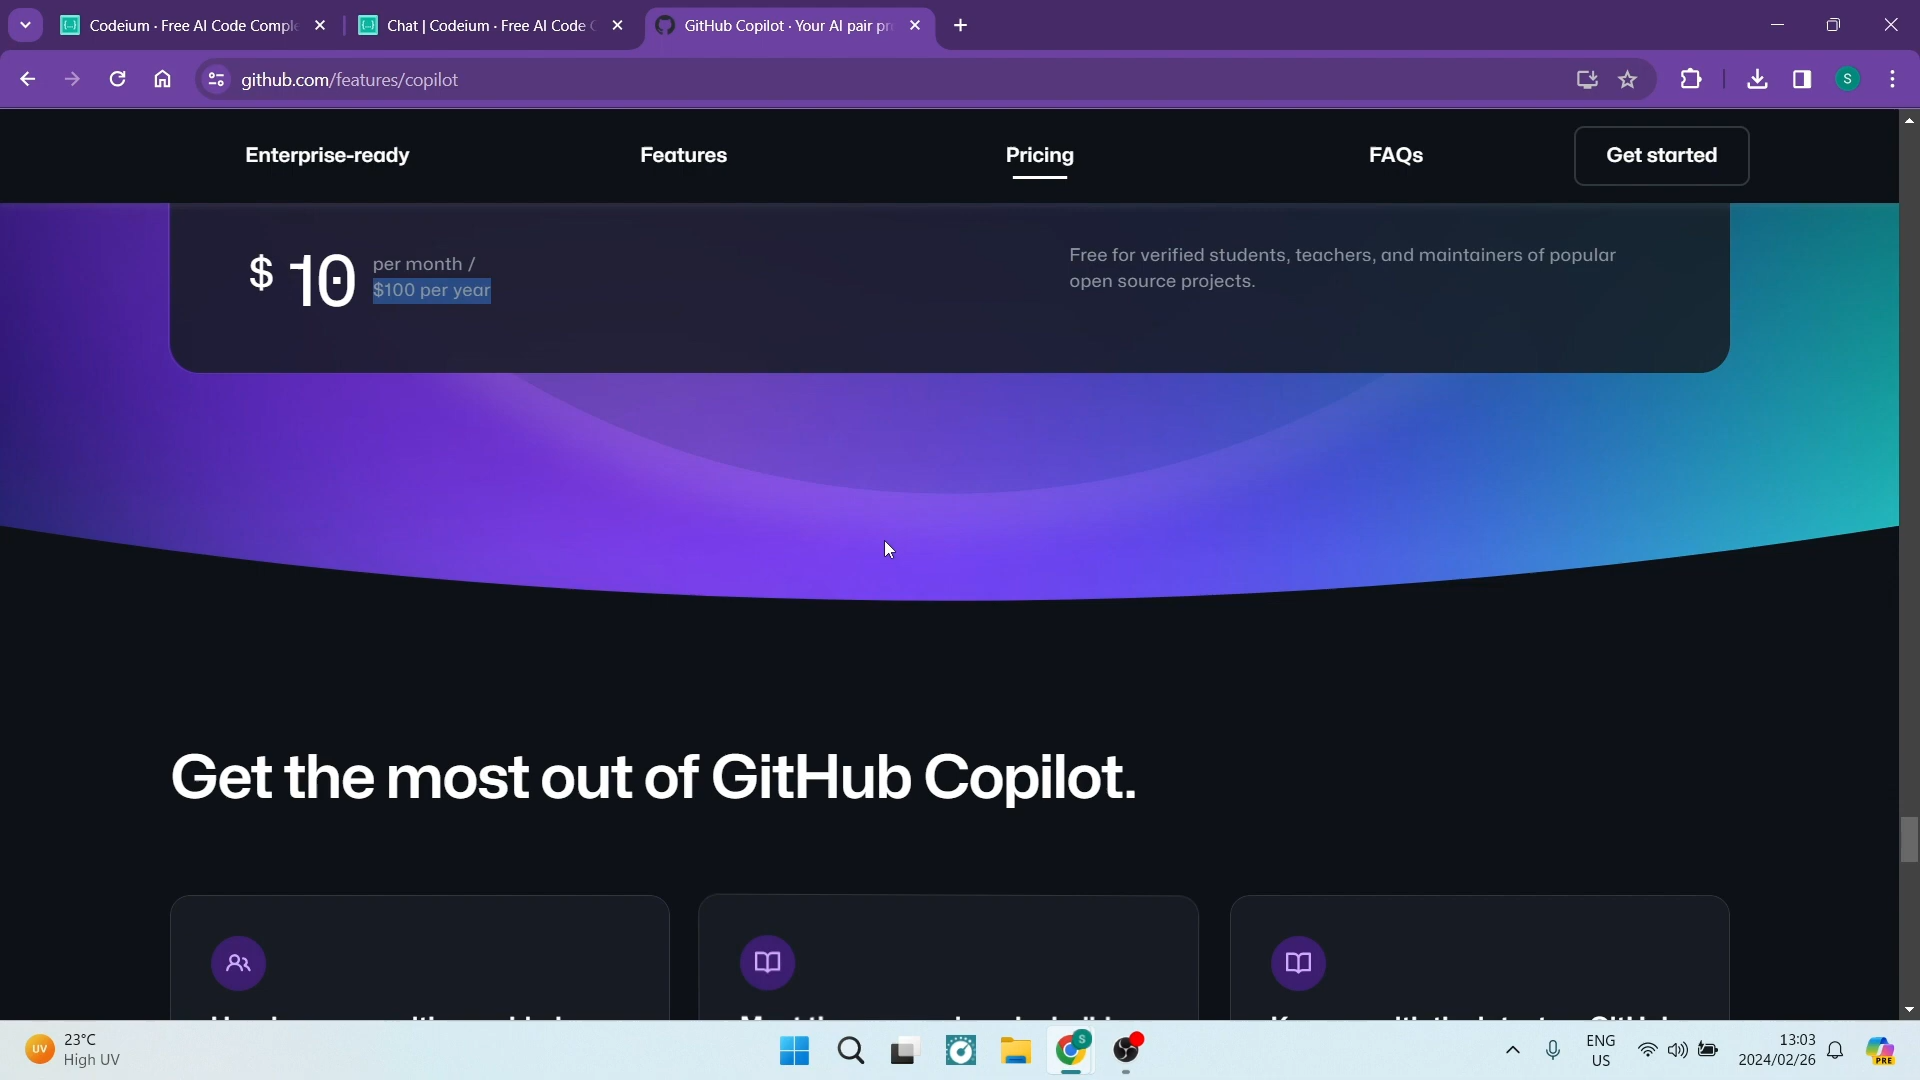 Codeium · Free AI Code Comple
Chat | Codeium · Free AI Code C
GitHub Copilot · Your AI pair pr
github.com/features/copilot
S
Enterprise-ready
Features
Pricing
FAQs
Get started
$ 10
per month /
$100 per year
Free for verified students, teachers, and maintainers of popular
open source projects.
Get the most out of GitHub Copilot.
UV
23°C
High UV
S
ENG
US
13:03
2024/02/26
PRE